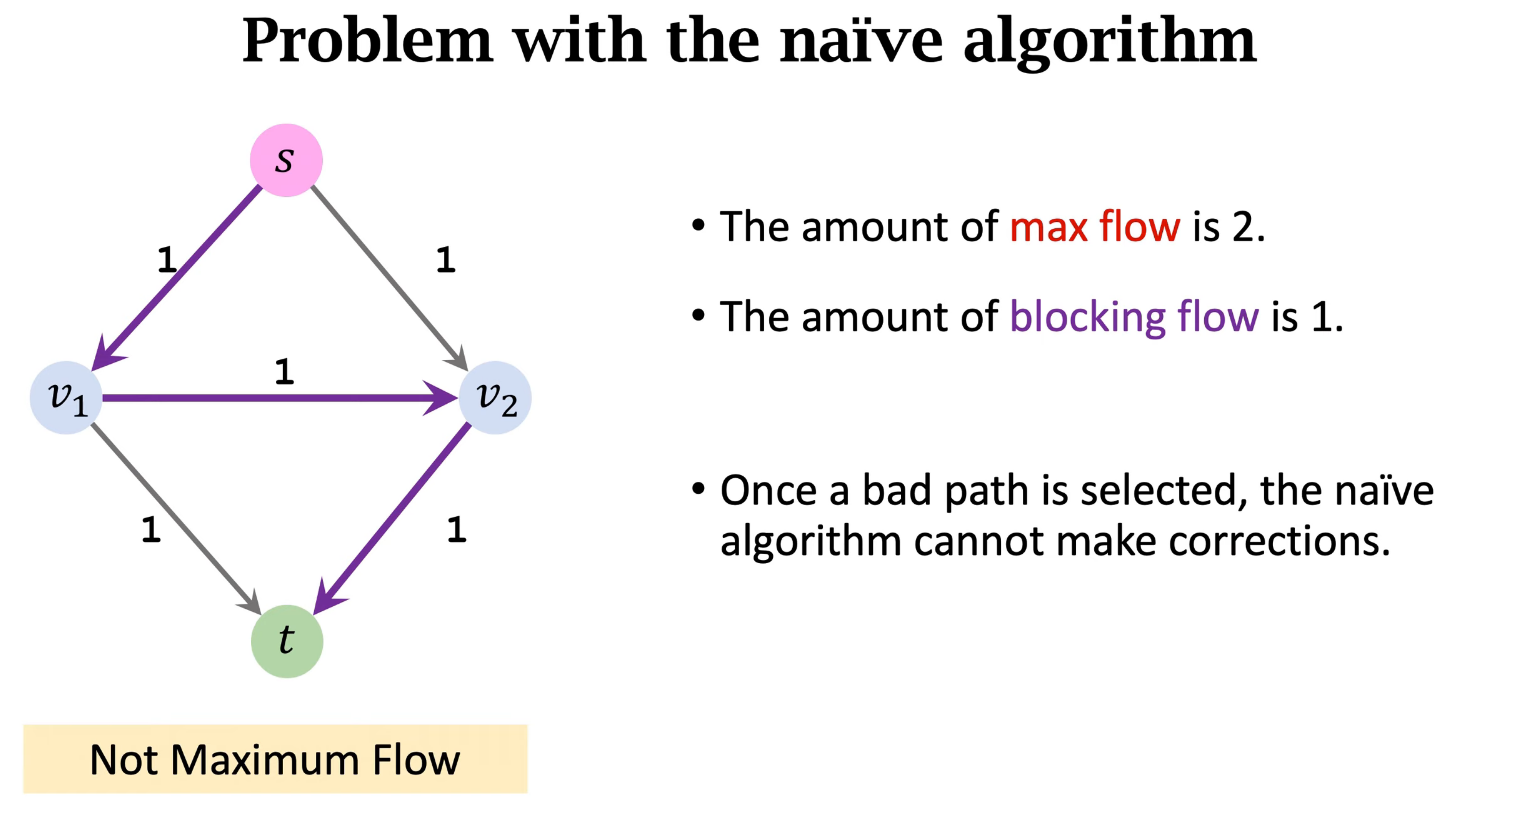 Problem with the naïve algorithm
s
1
1
• The amount of max flow is 2.
• The amount of blocking flow is 1.
1
v₁
v₂
• Once a bad path is selected, the naïve
algorithm cannot make corrections.
1
1
t
Not Maximum Flow